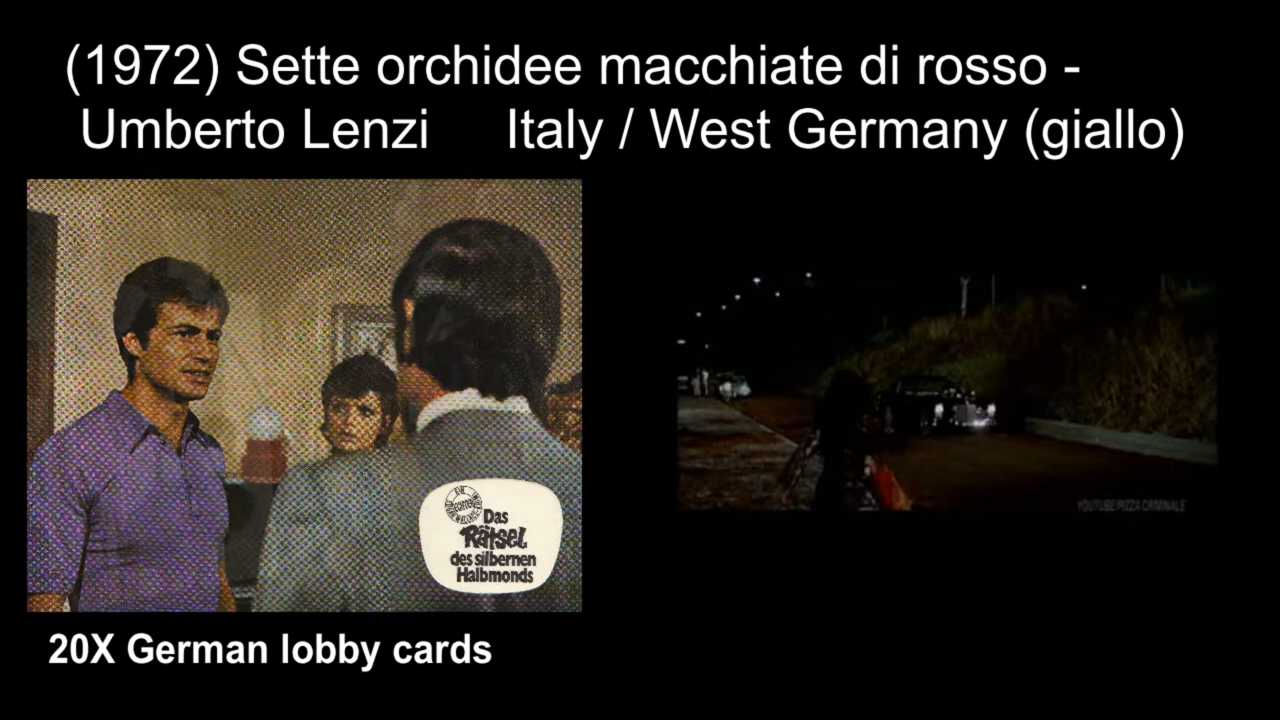 (1972) Sette orchidee macchiate di rosso -
Umberto Lenzi Italy / West Germany (giallo)
Das
Rätsel
des silbernen
Halbmonds
YOUTUBE/PIZZA CRIMINALE
20X German lobby cards